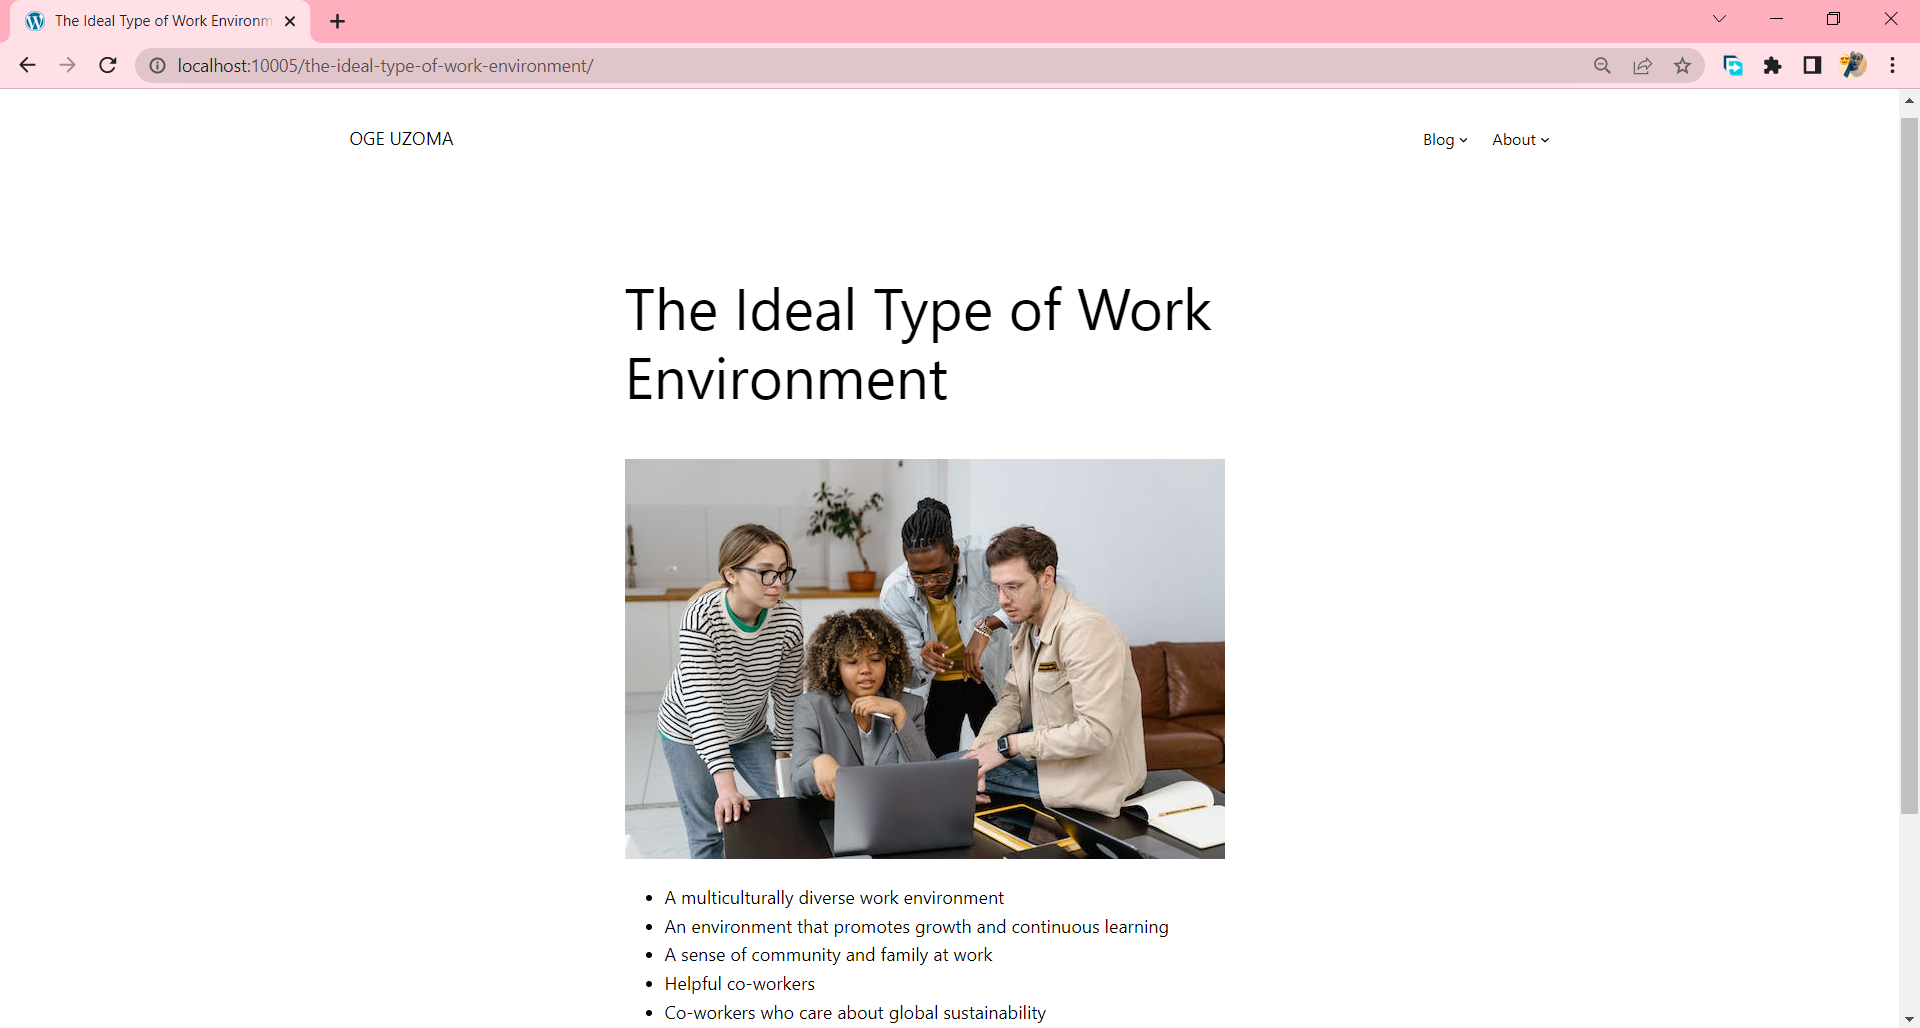 The Ideal Type of Work Environm
localhost:10005/the-ideal-type-of-work-environment/
OGE UZOMA
Blog
About
The Ideal Type of Work
Environment
A multiculturally diverse work environment
An environment that promotes growth and continuous learning
A sense of community and family at work
Helpful co-workers
Co-workers who care about global sustainability